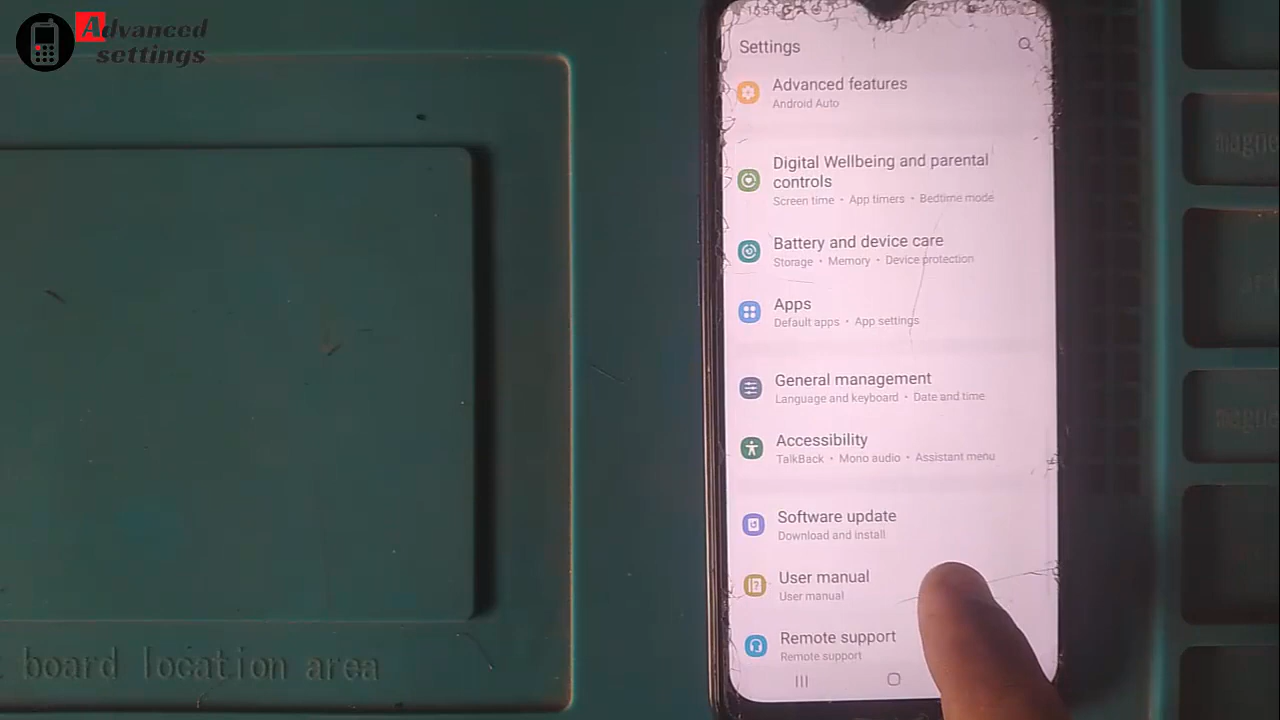 Advanced
settings
Settings
Advanced features
Android Auto
Digital Wellbeing and parental
controls
Screen time • App timers • Bedtime mode
Battery and device care
Storage • Memory • Device protection
Apps
Default apps • App settings
General management
Language and keyboard • Date and time
Accessibility
TalkBack • Mono audio • Assistant menu
Software update
Download and install
User manual
User manual
Remote support
Remote support
board location area